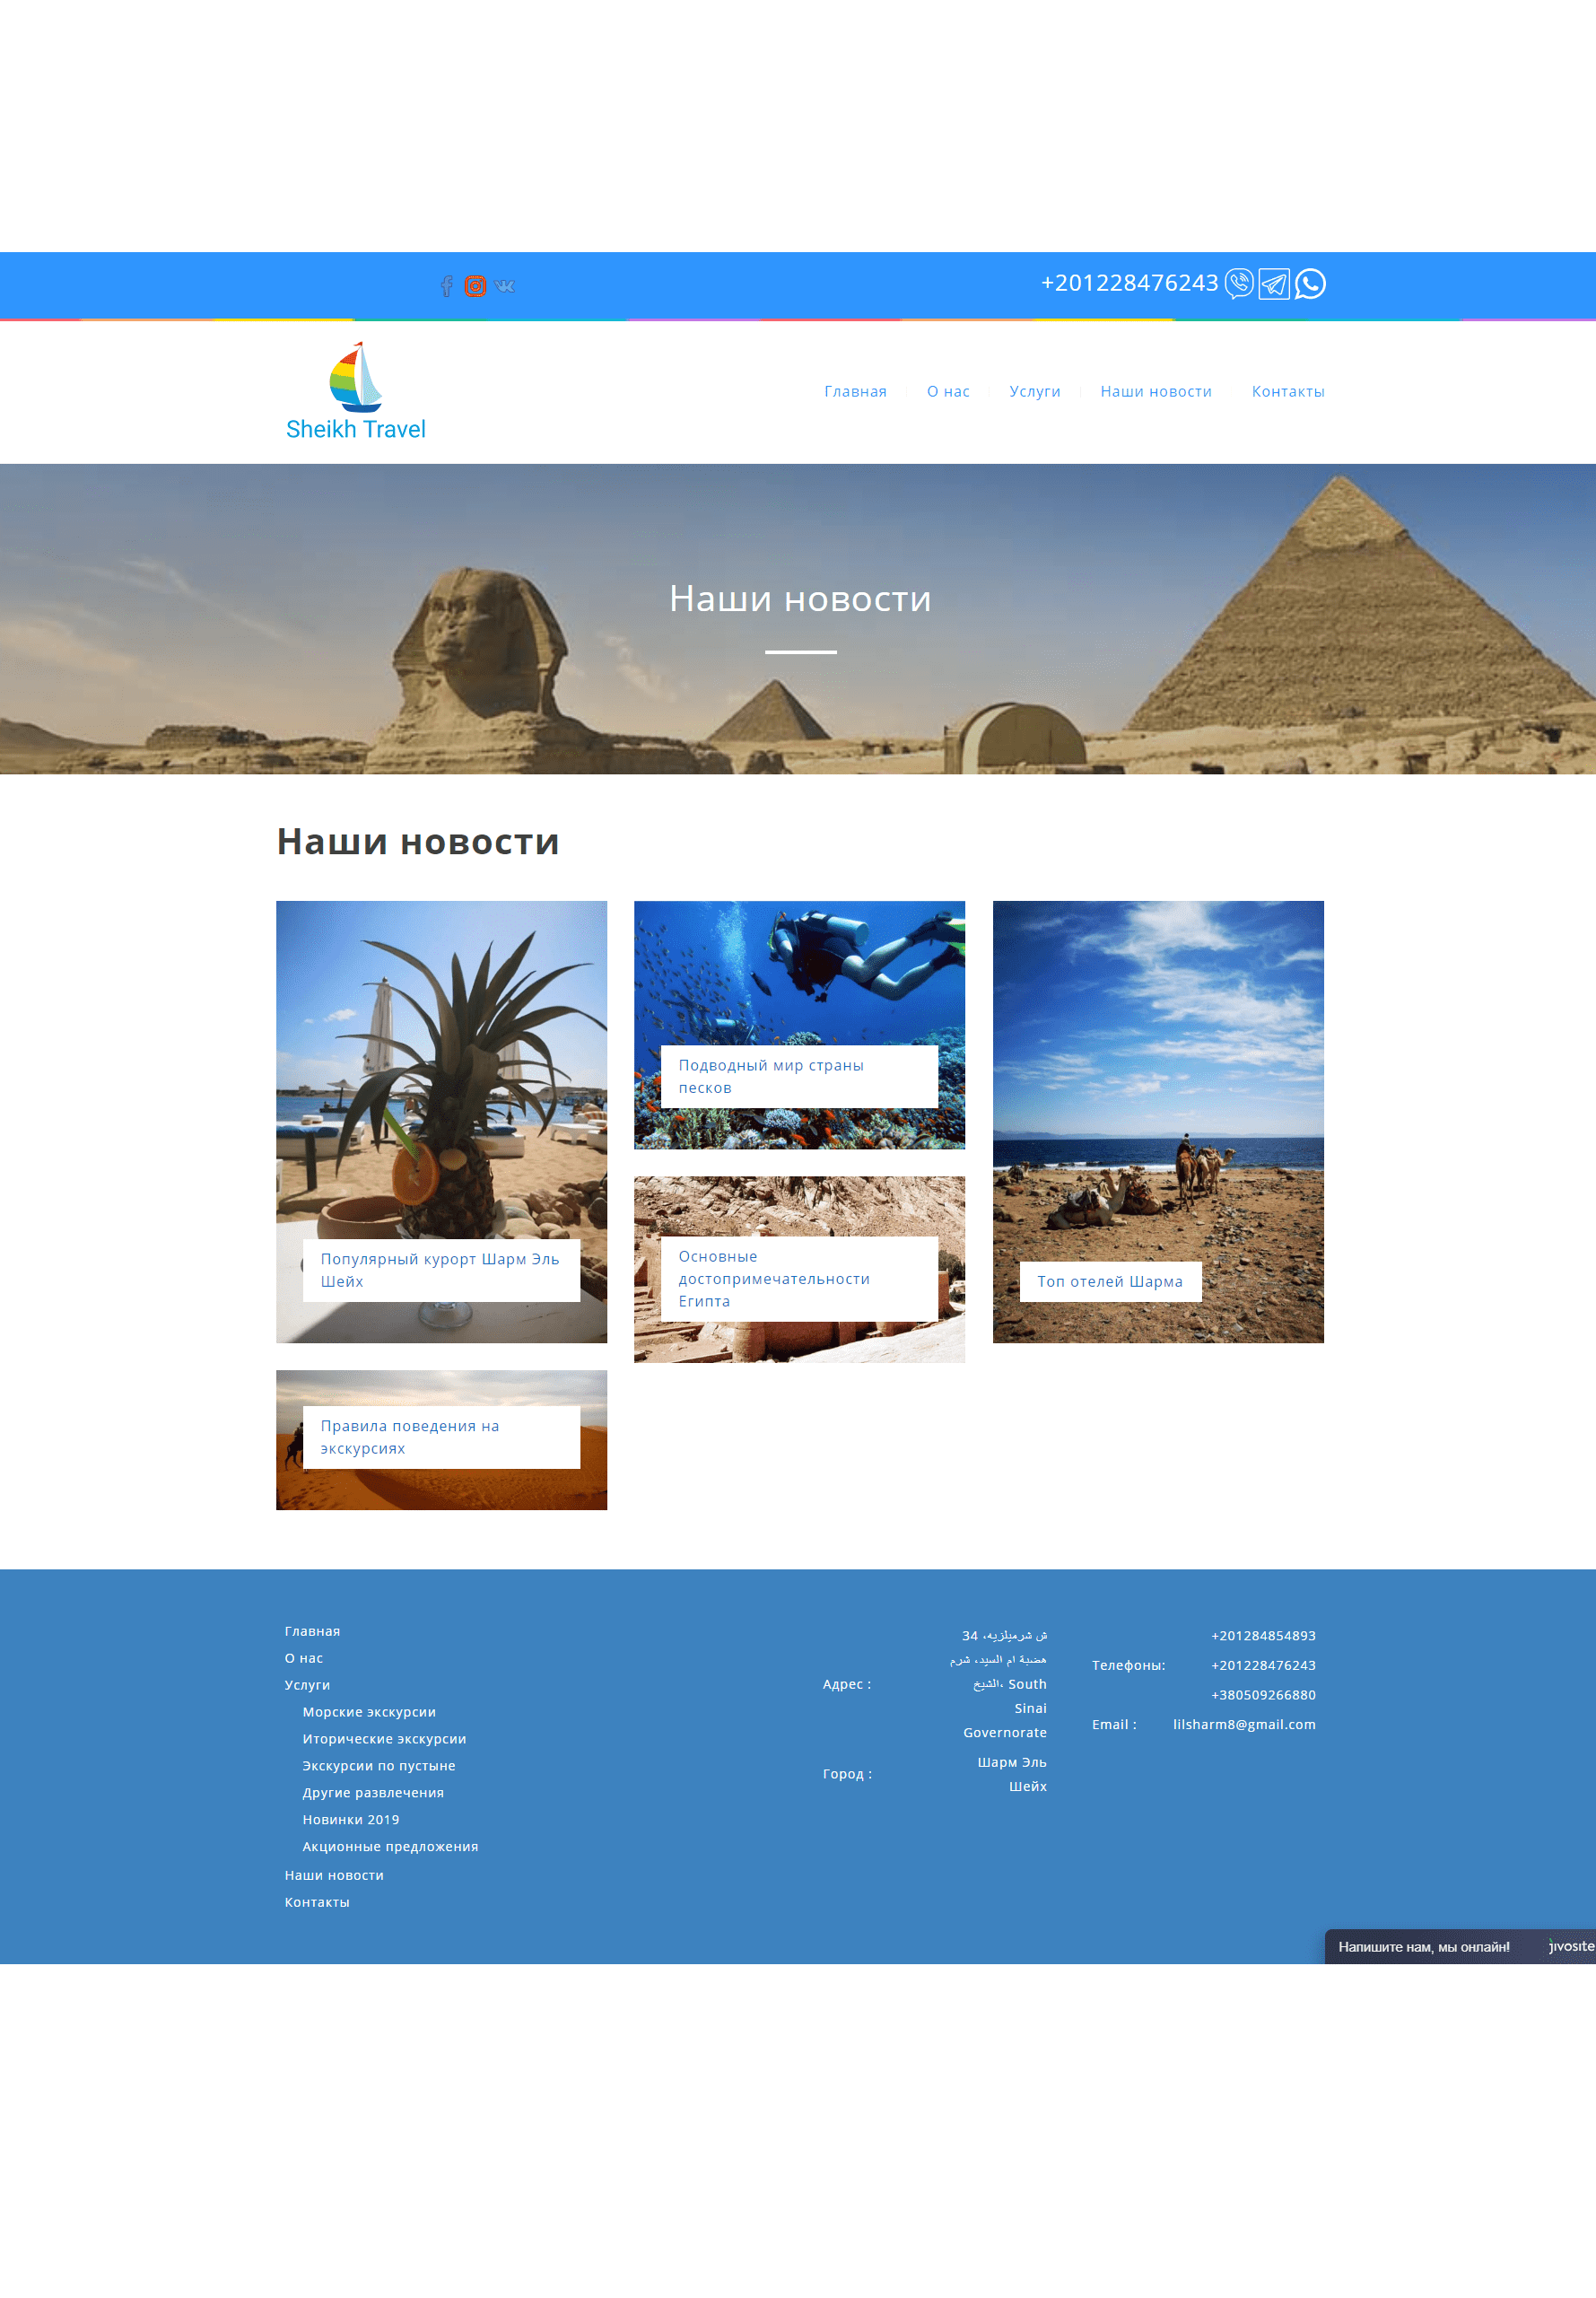 +201228476243
Sheikh Travel
Главная
О нас
Услуги
Наши новости
Контакты
Наши новости
Наши новости
Популярный курорт Шарм Эль
Шейх
Подводный мир страны
песков
Основные
достопримечательности
Египта
Топ отелей Шарма
Правила поведения на
экскурсиях
Главная
О нас
Услуги
Морские экскурсии
Иторические экскурсии
Экскурсии по пустыне
Другие развлечения
Новинки 2019
Акционные предложения
Наши новости
Контакты
Адрес :
34 ش شرميلزيه،
هضبة ام السيد، شرم
الشيخ، South
Sinai
Governorate
Город :
Шарм Эль
Шейх
Телефоны:
+201284854893
+201228476243
+380509266880
Email :
lilsharm8@gmail.com
Напишите нам, мы онлайн!
jivosite